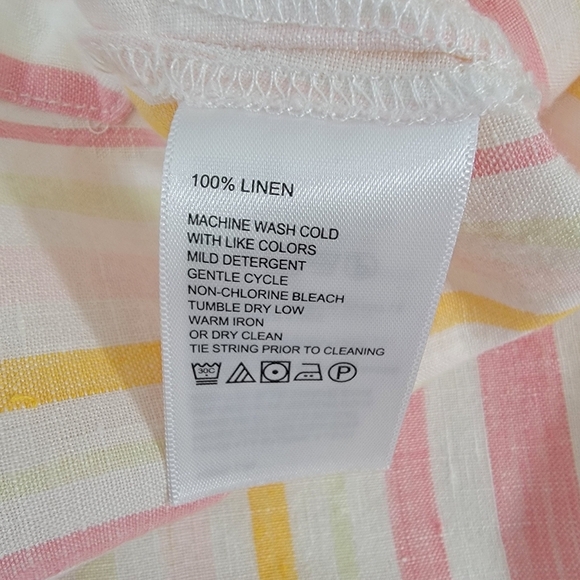 100% LINEN
MACHINE WASH COLD
WITH LIKE COLORS
MILD DETERGENT
GENTLE CYCLE
NON-CHLORINE BLEACH
TUMBLE DRY LOW
WARM IRON
OR DRY CLEAN
TIE STRING PRIOR TO CLEANING
30C P